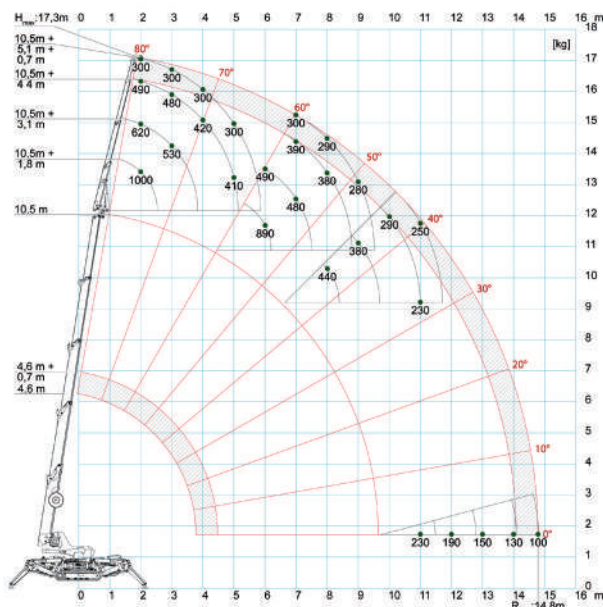 Hmax:17,3m 0 1 2 3 4 5 6 7 8 9 10 11 12 13 14 15 16 m
18
10,5m + 80° [kg] 17
5,1 m + 300 300 70°
0,7 m
10,5m + 490 480 300 16
4 4 m
10,5m + 620 420 300 60° 300 290 15
3,1 m
530 390 14
10,5m + 1000 410 490 380 280 50° 13
1,8 m
480 290 250 12
10,5 m 890 380 40° 11
440 10
30° 9
230
8
4,6 m + 20° 7
0,7 m
4.6 m 6
5
10° 4
3
2
230 190 150 130 100 0°
1
0
0 1 2 3 4 5 6 7 8 9 10 11 12 13 14 15 16 m
:14,8m